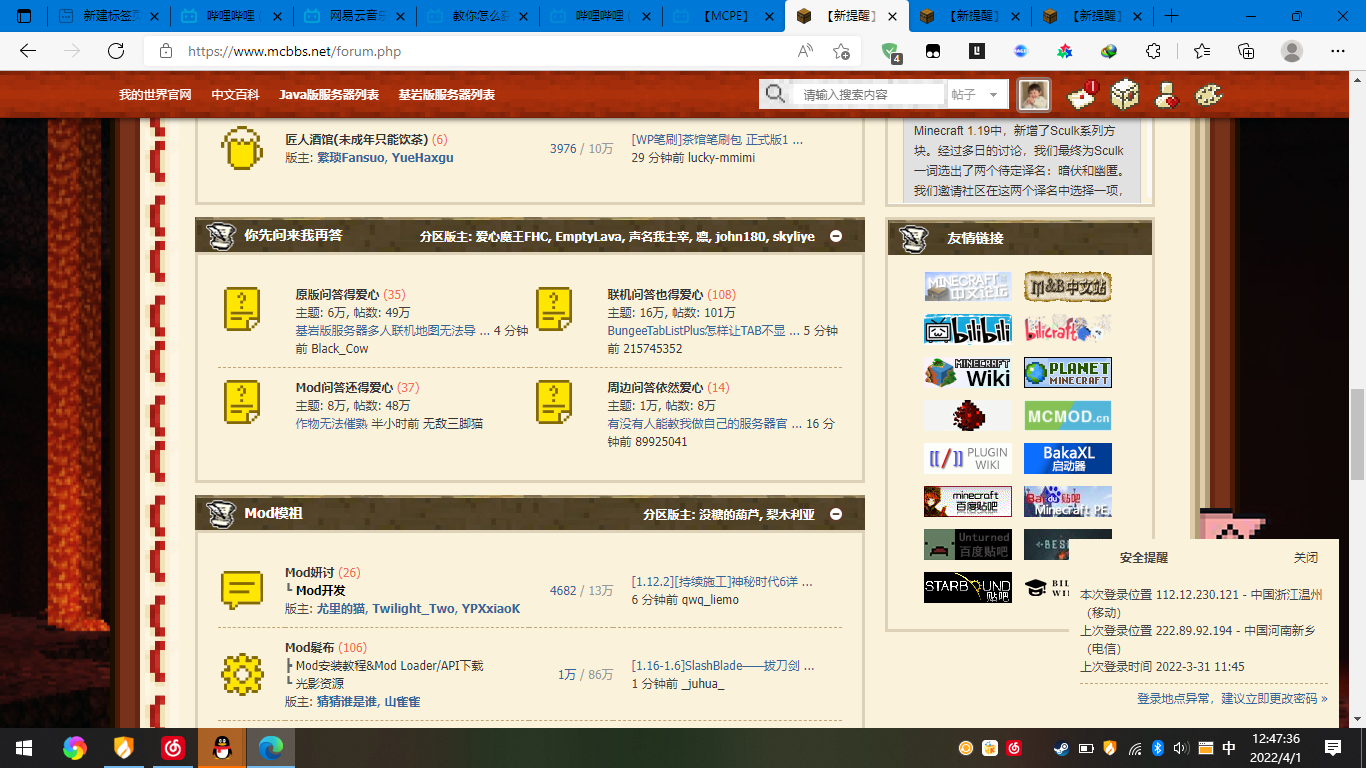 新建标签页
哔哩哔哩 (
网易云音乐
教你怎么获
哔哩哔哩 (
【MCPE】
【新提醒】
【新提醒】
【新提醒】
https://www.mcbbs.net/forum.php
4
我的世界官网 中文百科 Java版服务器列表 基岩版服务器列表
请输入搜索内容 帖子
匠人酒馆(未成年只能饮茶) (6)
版主: 繁琐Fansuo, YueHaxgu
3976 / 10万
[WP笔刷]茶馆笔刷包 正式版1 ...
29 分钟前 lucky-mmimi
Minecraft 1.19中，新增了Sculk系列方
块。经过多日的讨论，我们最终为Sculk
一词选出了两个待定译名：暗伏和幽匿。
我们邀请社区在这两个译名中选择一项，
你先问来我再答
分区版主: 爱心魔王FHC, EmptyLava, 声名我主宰, 凛, john180, skyliye
原版问答得爱心 (35)
主题: 6万, 帖数: 49万
基岩版服务器多人联机地图无法导 ... 4 分钟
前 Black_Cow
联机问答也得爱心 (108)
主题: 16万, 帖数: 101万
BungeeTabListPlus怎样让TAB不显 ... 5 分钟
前 215745352
Mod问答还得爱心 (37)
主题: 8万, 帖数: 48万
作物无法催熟 半小时前 无敌三脚猫
周边问答依然爱心 (14)
主题: 1万, 帖数: 8万
有没有人能教我做自己的服务器官 ... 16 分
钟前 89925041
Mod模祖
分区版主: 没糖的葫芦, 梨木利亚
Mod妍讨 (26)
┗ Mod开发
版主: 尤里的猫, Twilight_Two, YPXxiaoK
4682 / 13万
[1.12.2][持续施工]神秘时代6详 ...
6 分钟前 qwq_liemo
Mod髮布 (106)
┣ Mod安装教程&Mod Loader/API下载
┗ 光影资源
版主: 猜猜谁是谁, 山雀雀
1万 / 86万
[1.16-1.6]SlashBlade——拔刀剑 ...
1 分钟前 _juhua_
友情链接
MINECRAFT
中文论坛
M&B中文站
bilibili
bilicraft
MINECRAFT
Wiki
PLANET
MINECRAFT
MCMOD.cn
[[/]] PLUGIN
WIKI
BakaXL
启动器
minecraft
百度贴吧
Bai du 贴吧
Minecraft PE
Unturned
百度贴吧
BESI
STARBOUND
贴吧
BIL
WI
安全提醒 关闭
本次登录位置 112.12.230.121 - 中国浙江温州
（移动）
上次登录位置 222.89.92.194 - 中国河南新乡
（电信）
上次登录时间 2022-3-31 11:45
登录地点异常，建议立即更改密码 »
中
12:47:36
2022/4/1